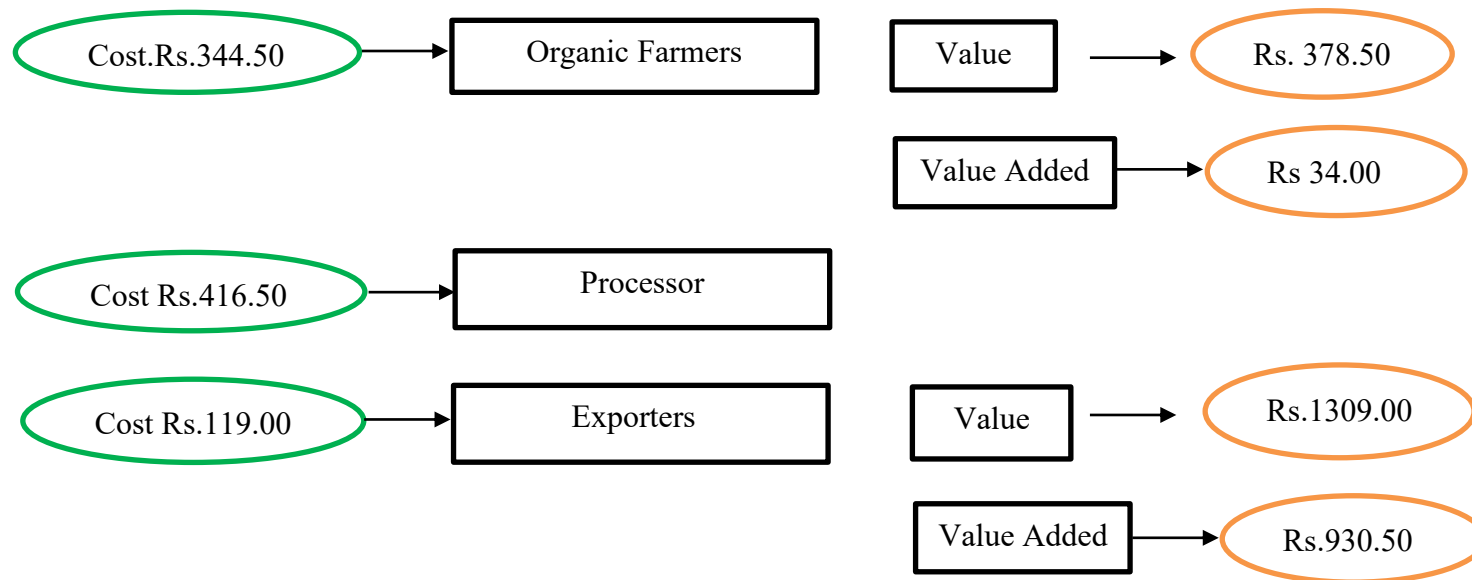 Cost.Rs.344.50
Organic Farmers
Value
Rs. 378.50
Value Added
Rs 34.00
Cost Rs.416.50
Processor
Cost Rs.119.00
Exporters
Value
Rs.1309.00
Value Added
Rs.930.50